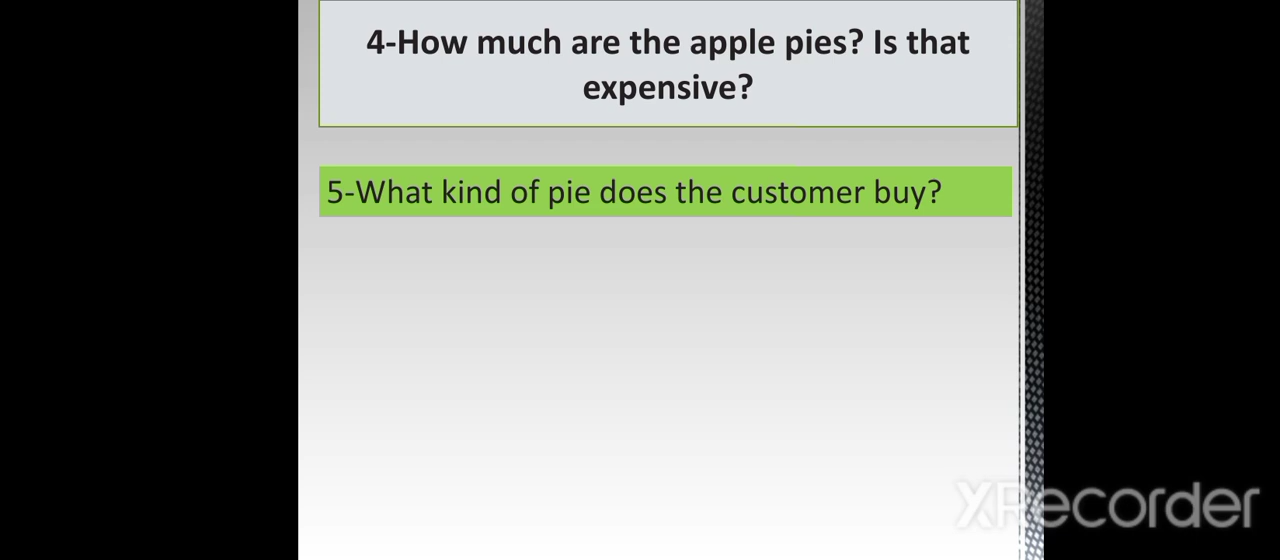 4-How much are the apple pies? Is that
expensive?
5-What kind of pie does the customer buy?
XRecorder